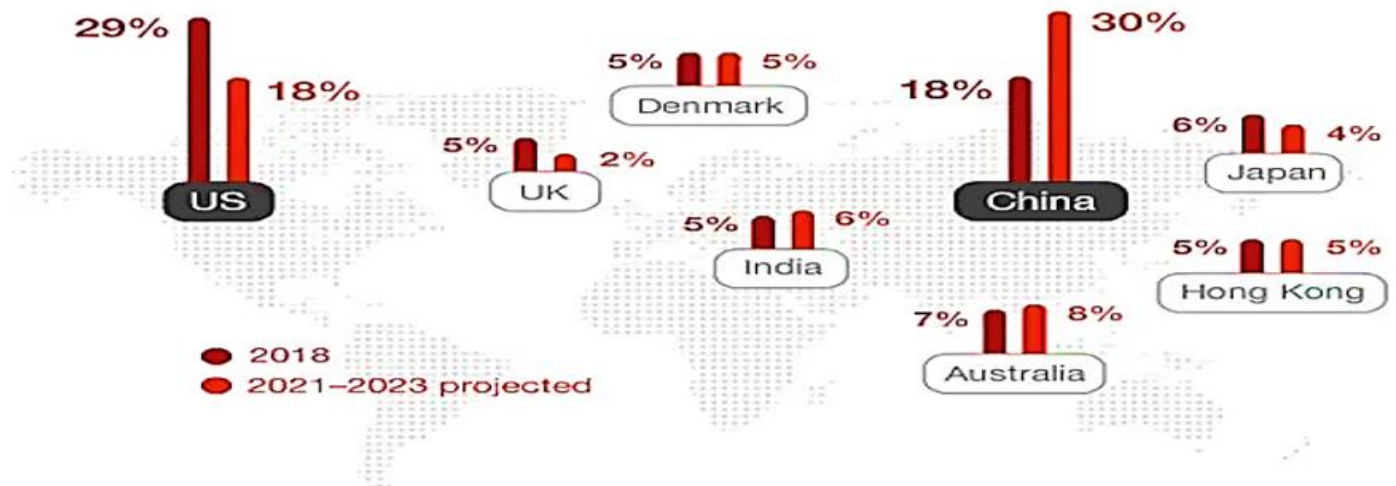 29%
18%
US
5%
5%
Denmark
5%
2%
UK
5%
6%
India
18%
30%
China
6%
4%
Japan
5%
5%
Hong Kong
7%
8%
Australia
2018
2021–2023 projected